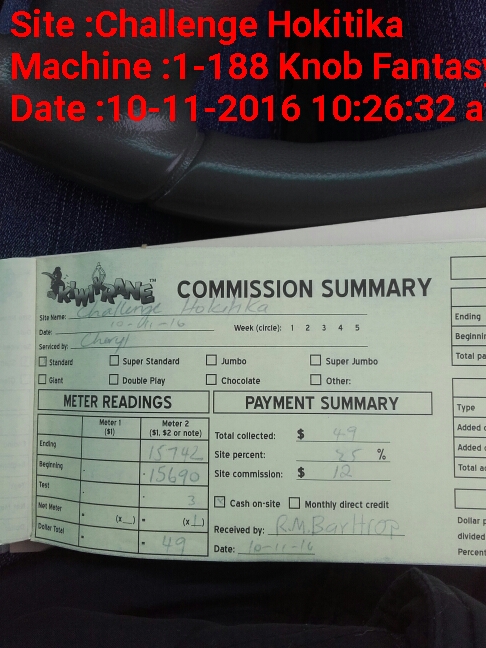 Site :Challenge Hokitika
Machine :1-188 Knob Fantasy
Date :10-11-2016 10:26:32 a
KIWIKRANE™ COMMISSION SUMMARY
Site Name: Challenge Hokitika
Date: 10-11-16 Week (circle): 1 2 3 4 5
Serviced by: Cheryl
Standard Super Standard Jumbo Super Jumbo
Giant Double Play Chocolate Other:
METER READINGS
Meter 1 ($1) Meter 2 ($1, $2 or note)
Ending 15742
Beginning 15690
Test 3
Net Meter = (x__) = (x1)
Dollar Total = = 49
PAYMENT SUMMARY
Total collected: $ 49
Site percent: 25 %
Site commission: $ 12
Cash on-site Monthly direct credit
Received by: R.M.Barltrop
Date: 10-11-16
Ending
Beginnin
Total pa
Type
Added c
Added c
Total ad
Dollar p
divided
Percent